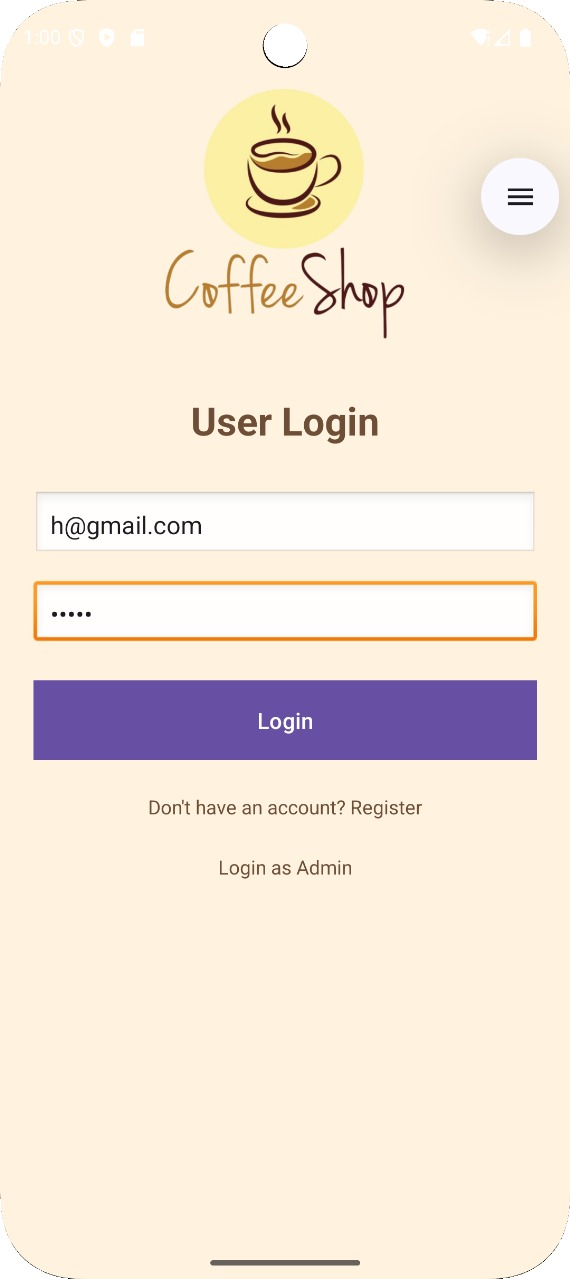 1:00
CoffeeShop
User Login
h@gmail.com
•••••
Login
Don't have an account? Register
Login as Admin